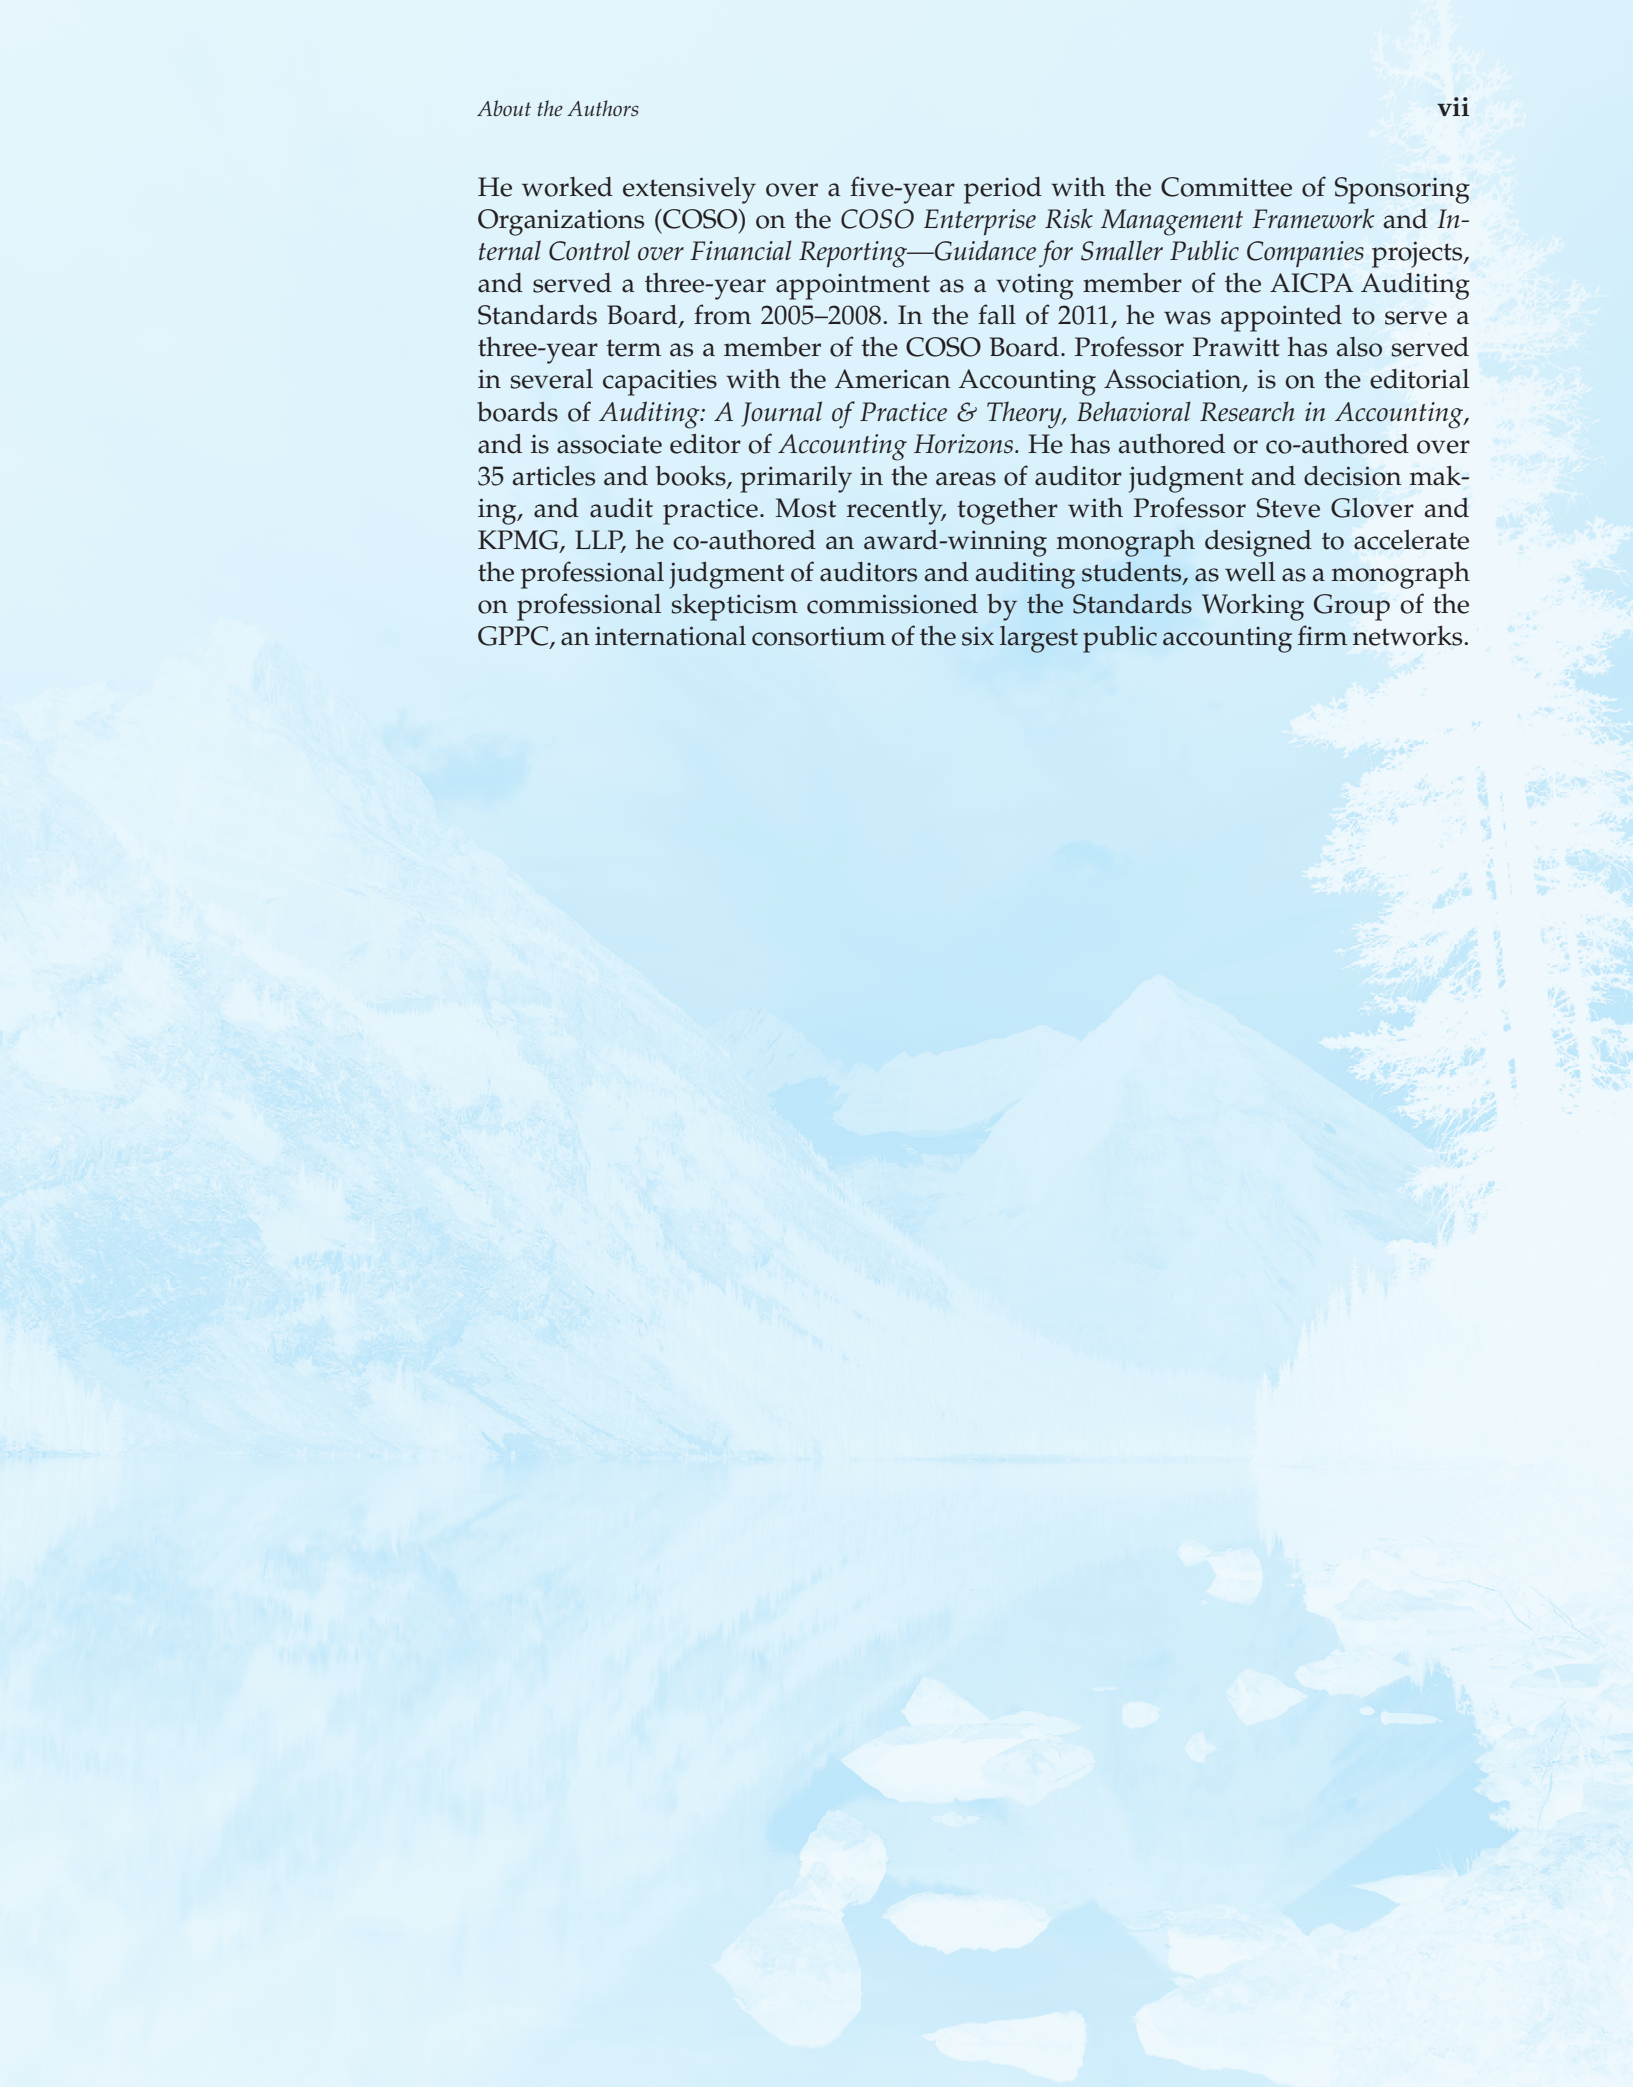 About the Authors vii
He worked extensively over a five-year period with the Committee of Sponsoring
Organizations (COSO) on the COSO Enterprise Risk Management Framework and In-
ternal Control over Financial Reporting—Guidance for Smaller Public Companies projects,
and served a three-year appointment as a voting member of the AICPA Auditing
Standards Board, from 2005–2008. In the fall of 2011, he was appointed to serve a
three-year term as a member of the COSO Board. Professor Prawitt has also served
in several capacities with the American Accounting Association, is on the editorial
boards of Auditing: A Journal of Practice & Theory, Behavioral Research in Accounting,
and is associate editor of Accounting Horizons. He has authored or co-authored over
35 articles and books, primarily in the areas of auditor judgment and decision mak-
ing, and audit practice. Most recently, together with Professor Steve Glover and
KPMG, LLP, he co-authored an award-winning monograph designed to accelerate
the professional judgment of auditors and auditing students, as well as a monograph
on professional skepticism commissioned by the Standards Working Group of the
GPPC, an international consortium of the six largest public accounting firm networks.